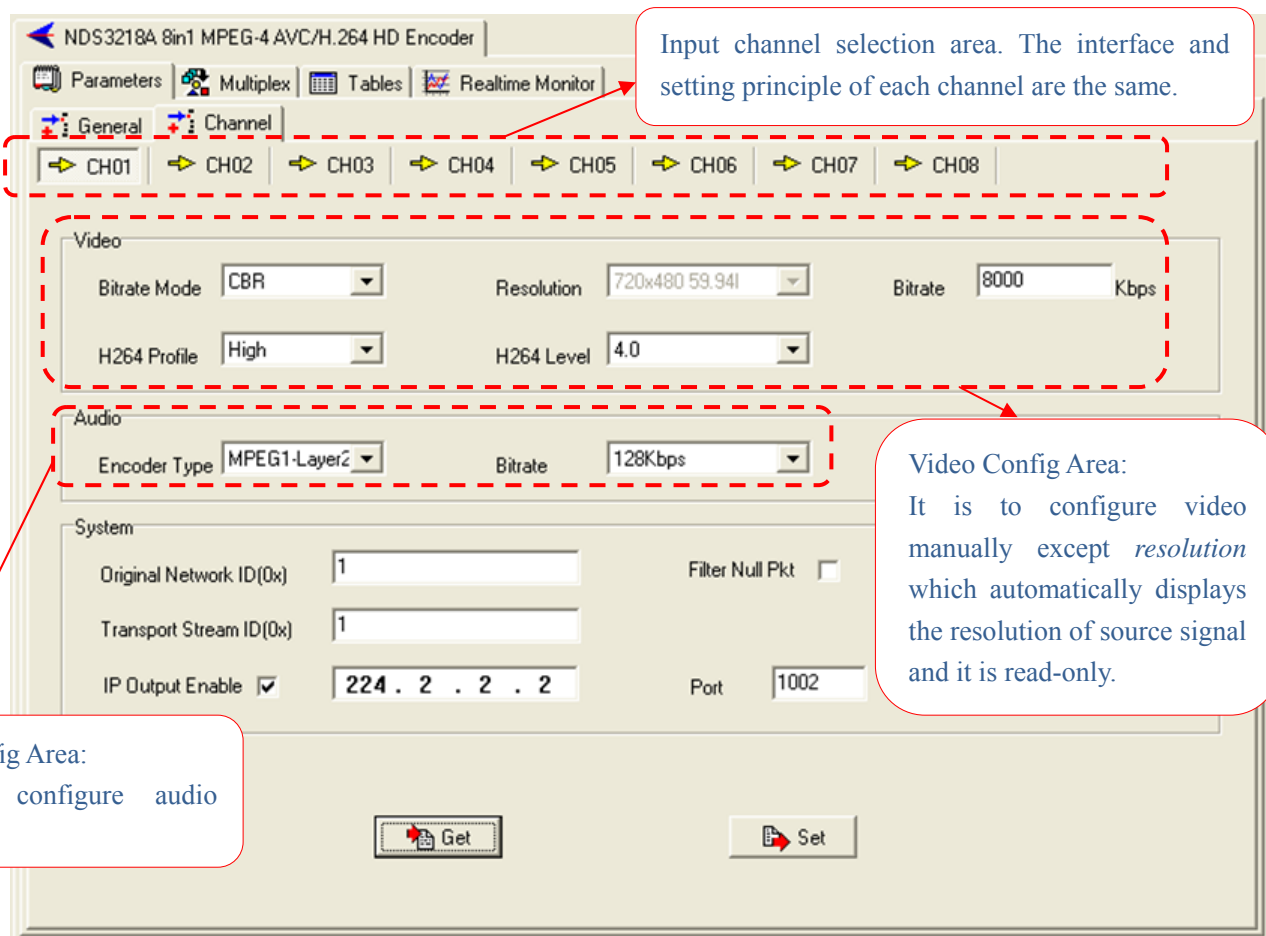 NDS3218A 8in1 MPEG-4 AVC/H.264 HD Encoder
Input channel selection area. The interface and
setting principle of each channel are the same.
Parameters Multiplex Tables Realtime Monitor
General Channel
CH01 CH02 CH03 CH04 CH05 CH06 CH07 CH08
Video
Bitrate Mode CBR Resolution 720x480 59.94I Bitrate 8000 Kbps
H264 Profile High H264 Level 4.0
Audio
Encoder Type MPEG1-Layer2 Bitrate 128Kbps
Video Config Area:
It is to configure video
manually except resolution
which automatically displays
the resolution of source signal
and it is read-only.
System
Original Network ID(0x) 1 Filter Null Pkt
Transport Stream ID(0x) 1
IP Output Enable 224 . 2 . 2 . 2 Port 1002
ig Area:
configure audio
Get Set